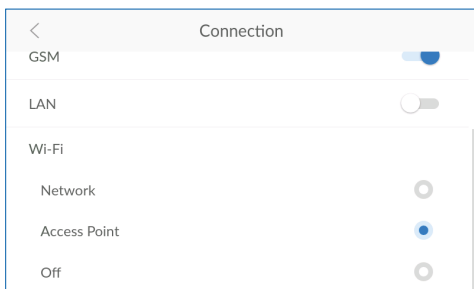 Connection
GSM
LAN
Wi-Fi
Network
Access Point
Off